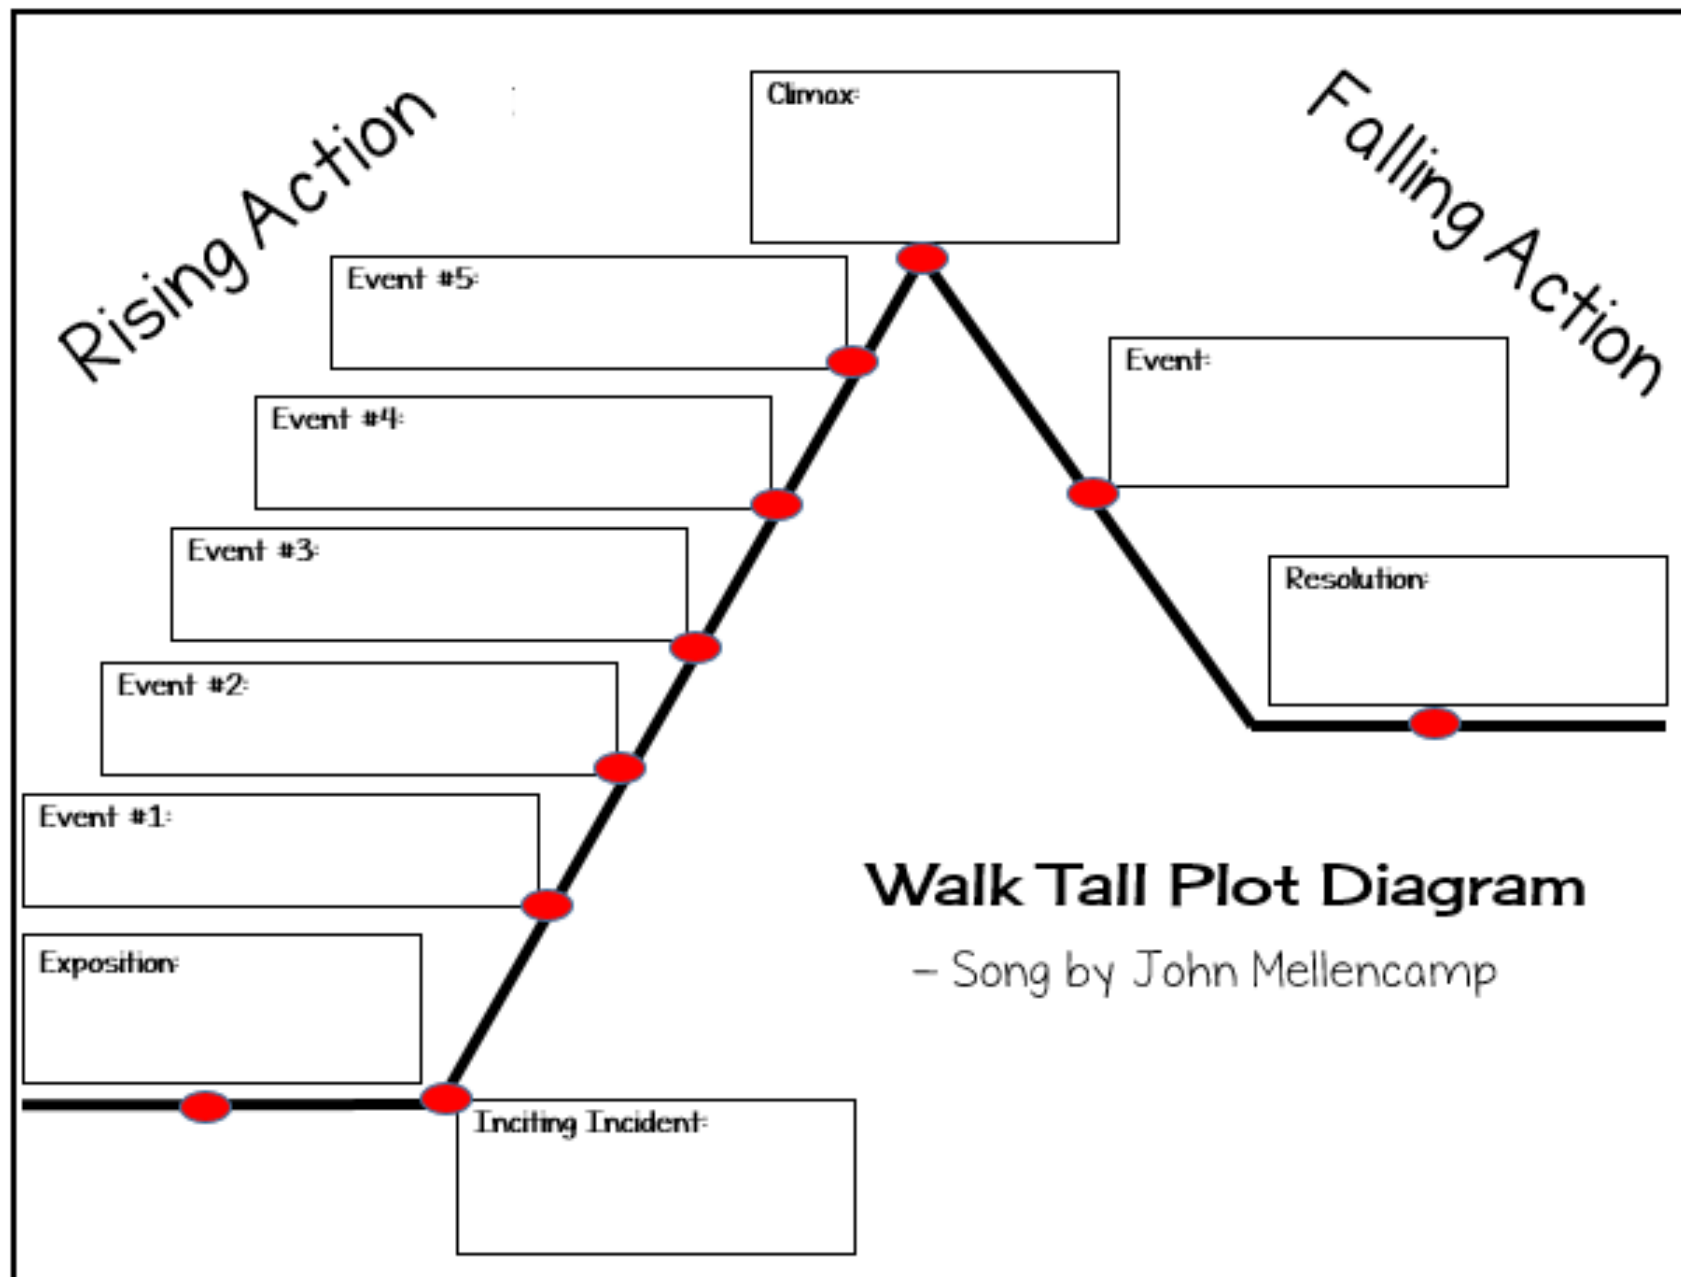 Rising Action
Climax:
Falling Action
Event #5:
Event:
Event #4:
Event #3:
Resolution:
Event #2:
Event #1:
Walk Tall Plot Diagram
- Song by John Mellencamp
Exposition:
Inciting Incident: